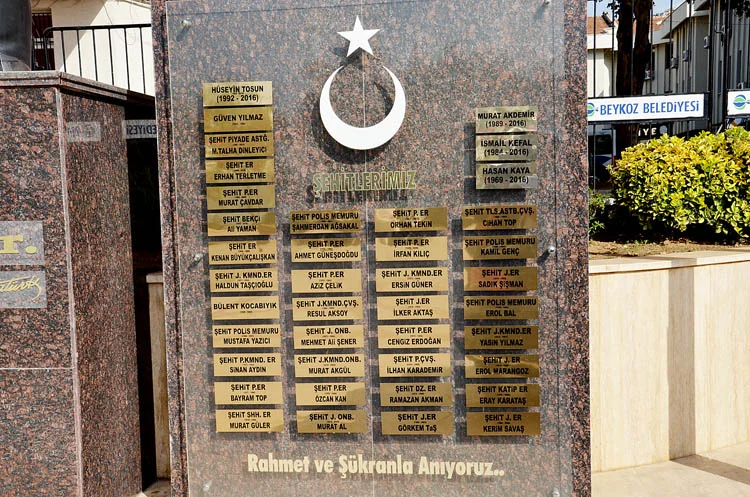 HÜSEYİN TOSUN
(1992 - 2016)
GÜVEN YILMAZ
ŞEHİT PİYADE ASTĞ.
M.TALHA DİNLEYİCİ
ŞEHİT ER
ERHAN TERLETME
ŞEHİT P.ER
MURAT ÇAVDAR
ŞEHİT BEKÇİ
Ali YAMAN
ŞEHİT ER
KENAN BÜYÜKÇALIŞKAN
ŞEHİT J. KMND.ER
HALDUN TAŞÇIOĞLU
BÜLENT KOCABIYIK
ŞEHİT POLİS MEMURU
MUSTAFA YAZICI
ŞEHİT P.KMND.ER
SİNAN AYDIN
ŞEHİT P.ER
BAYRAM TOP
ŞEHİT SHH. ER
MURAT GÜLER
ŞEHİTLERİMİZ
ŞEHİT POLİS MEMURU
ŞAHMERDAN AĞSAKAL
ŞEHİT P.ER
AHMET GÜNEŞDOĞU
ŞEHİT P.ER
AZİZ ÇELİK
ŞEHİT J.KMND.ÇVŞ.
RESUL AKSOY
ŞEHİT J. ONB.
MEHMET ALİ ŞENER
ŞEHİT J.KMND.ONB.
MURAT AKGÜL
ŞEHİT P.ER
ÖZCAN KAN
ŞEHİT J. ONB.
MURAT AL
ŞEHİT P. ER
ORHAN TEKİN
ŞEHİT P.ER
İRFAN KILIÇ
ŞEHİT J. KMND.ER
ERSİN GÜNER
ŞEHİT J.ER
İLKER AKTAŞ
ŞEHİT P.ER
CENGİZ ERDOĞAN
ŞEHİT P.ÇVŞ.
İLHAN KARADEMİR
ŞEHİT DZ. ER
RAMAZAN AKMAN
ŞEHİT J.ER
GÖRKEM TaŞ
MURAT AKDEMİR
(1989 - 2016)
İSMAİL KEFAL
(1984 - 2016)
HASAN KAYA
(1969 - 2016)
ŞEHİT TLS ASTB.ÇVŞ.
CİHAN TOP
ŞEHİT POLİS MEMURU
KAMİL GENÇ
ŞEHİT J.ER
SADIK ŞİŞMAN
ŞEHİT POLİS MEMURU
EROL BAL
ŞEHİT J. KMND.ER
YASİN YILMAZ
ŞEHİT J. ER
EROL MARANGOZ
ŞEHİT KATİP ER
ERAY KARATAŞ
ŞEHİT J. ER
KERİM SAVAŞ
Rahmet ve Şükranla Anıyoruz..
BEYKOZ BELEDİYESİ